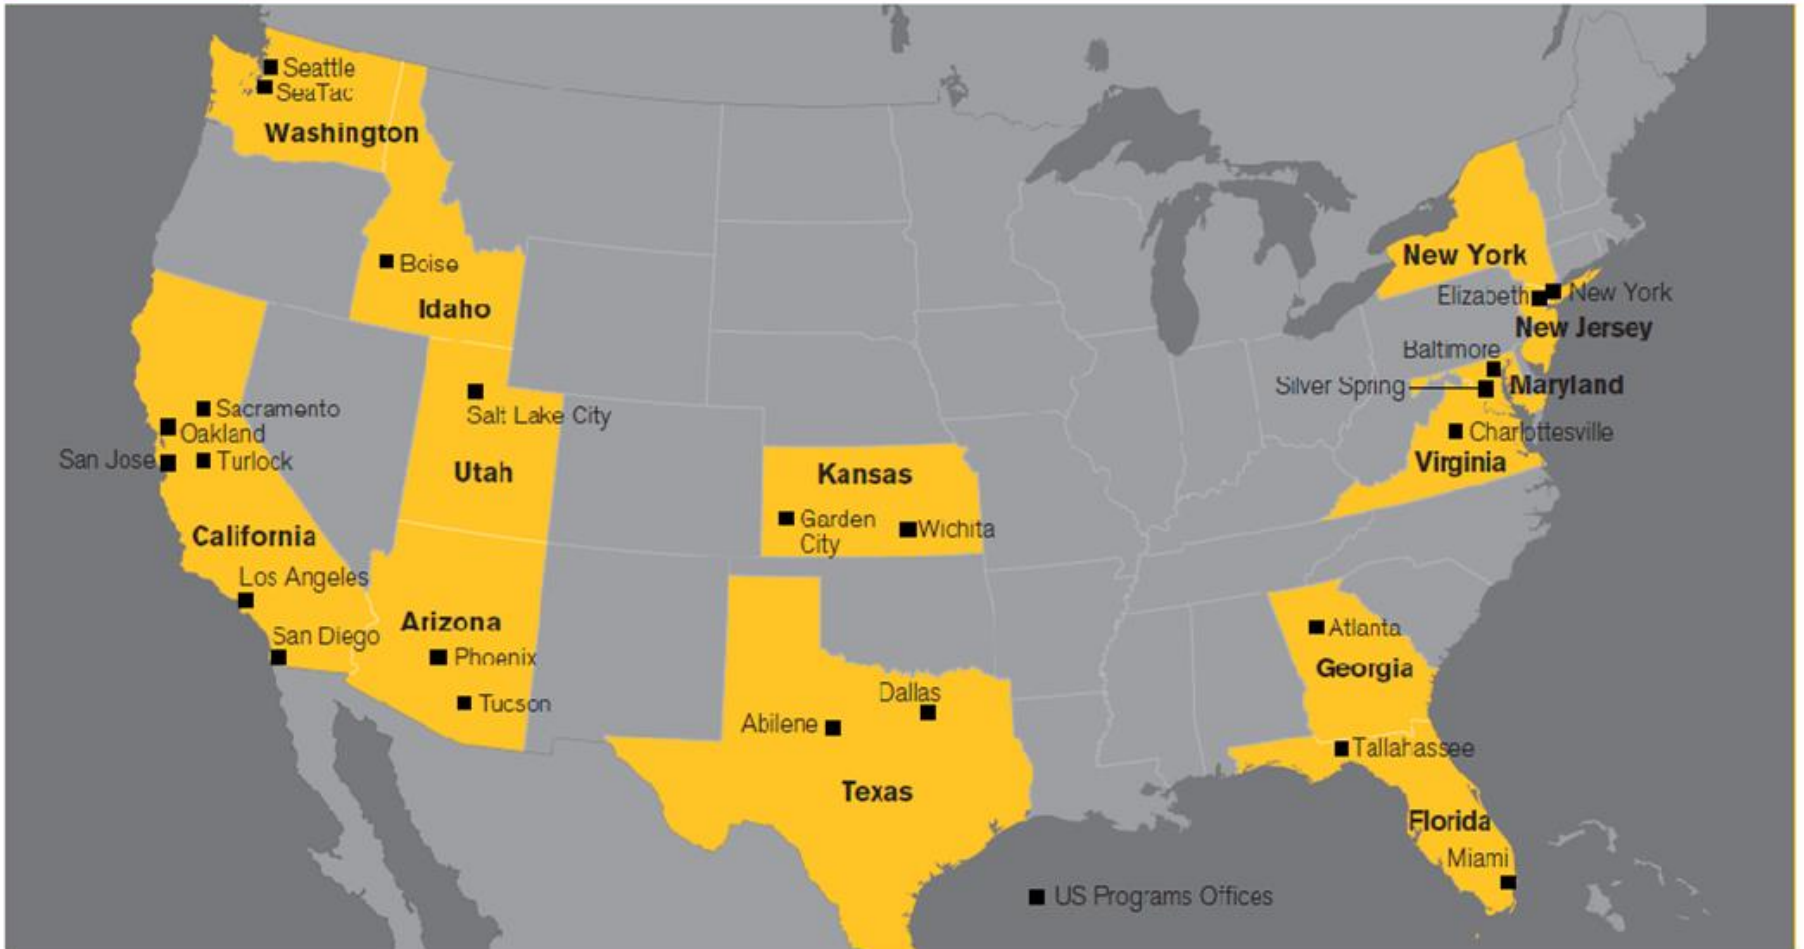 Seattle
SeaTac
Washington
Boise
Idaho
Salt Lake City
Utah
Sacramento
Oakland
San Jose
Turlock
California
Los Angeles
San Diego
Arizona
Phoenix
Tucson
Kansas
Garden
City
Wichita
Dallas
Abilene
Texas
New York
Elizabeth
New York
New Jersey
Baltimore
Silver Spring
Maryland
Charlottesville
Virginia
Atlanta
Georgia
Tallahassee
Florida
Miami
US Programs Offices